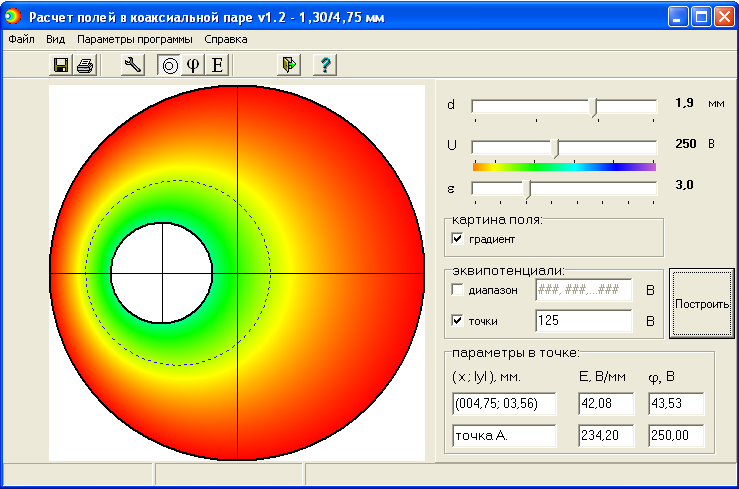 Расчет полей в коаксиальной паре v1.2 - 1,30/4,75 мм
Файл Вид Параметры программы Справка
φ E ?
d 1,9 мм
U 250 В
ε 3,0
картина поля:
градиент
эквипотенциали:
диапазон ###, ###,...### В
точки 125 В
Построить
параметры в точке:
(x ; |y|), мм. E, В/мм φ, В
(004,75; 03,56) 42,08 43,53
точка А. 234,20 250,00